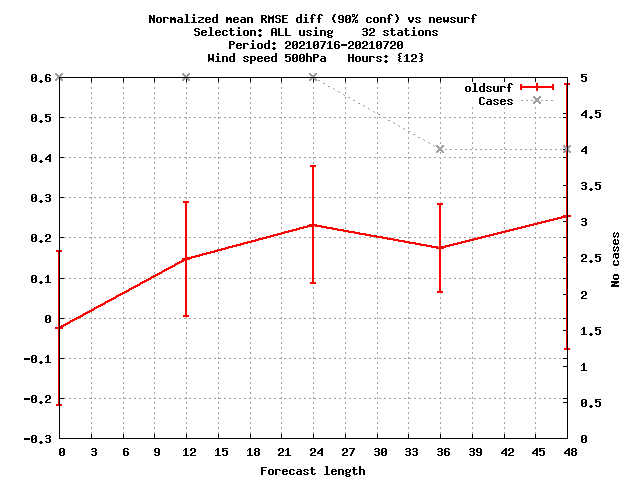 Normalized mean RMSE diff (90% conf) vs newsurf
Selection: ALL using    32 stations
Period: 20210716-20210720
Wind speed 500hPa   Hours: {12}
oldsurf
Cases
0.6
0.5
0.4
0.3
0.2
0.1
0
-0.1
-0.2
-0.3
5
4.5
4
3.5
3
2.5
2
1.5
1
0.5
0
No cases
0 3 6 9 12 15 18 21 24 27 30 33 36 39 42 45 48
Forecast length